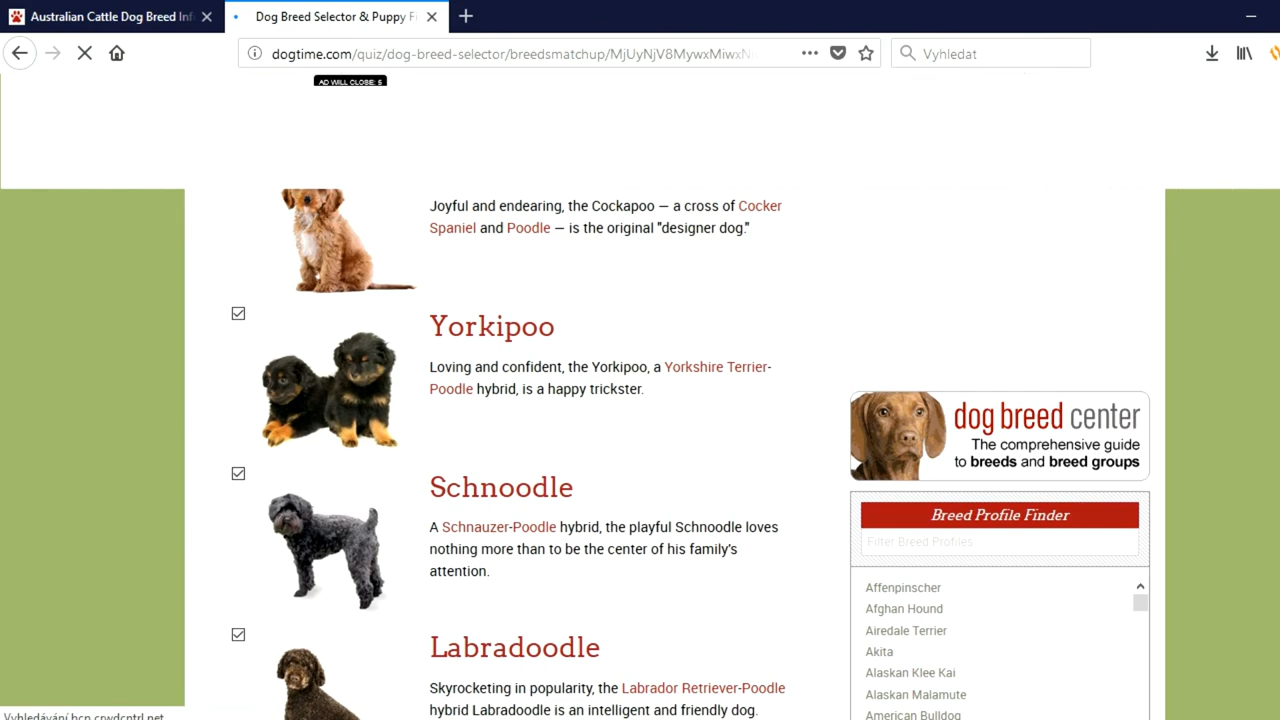 Australian Cattle Dog Breed Inf
Dog Breed Selector & Puppy Fi
dogtime.com/quiz/dog-breed-selector/breedsmatchup/MjUyNjV8MywxMiwxN
Vyhledat
AD WILL CLOSE: 5
Joyful and endearing, the Cockapoo — a cross of Cocker
Spaniel and Poodle — is the original "designer dog."
Yorkipoo
Loving and confident, the Yorkipoo, a Yorkshire Terrier-
Poodle hybrid, is a happy trickster.
Schnoodle
A Schnauzer-Poodle hybrid, the playful Schnoodle loves
nothing more than to be the center of his family's
attention.
Labradoodle
Skyrocketing in popularity, the Labrador Retriever-Poodle
hybrid Labradoodle is an intelligent and friendly dog.
dog breed center
The comprehensive guide
to breeds and breed groups
Breed Profile Finder
Filter Breed Profiles
Affenpinscher
Afghan Hound
Airedale Terrier
Akita
Alaskan Klee Kai
Alaskan Malamute
American Bulldog
Vyhledávání bcp.crwdcntrl.net